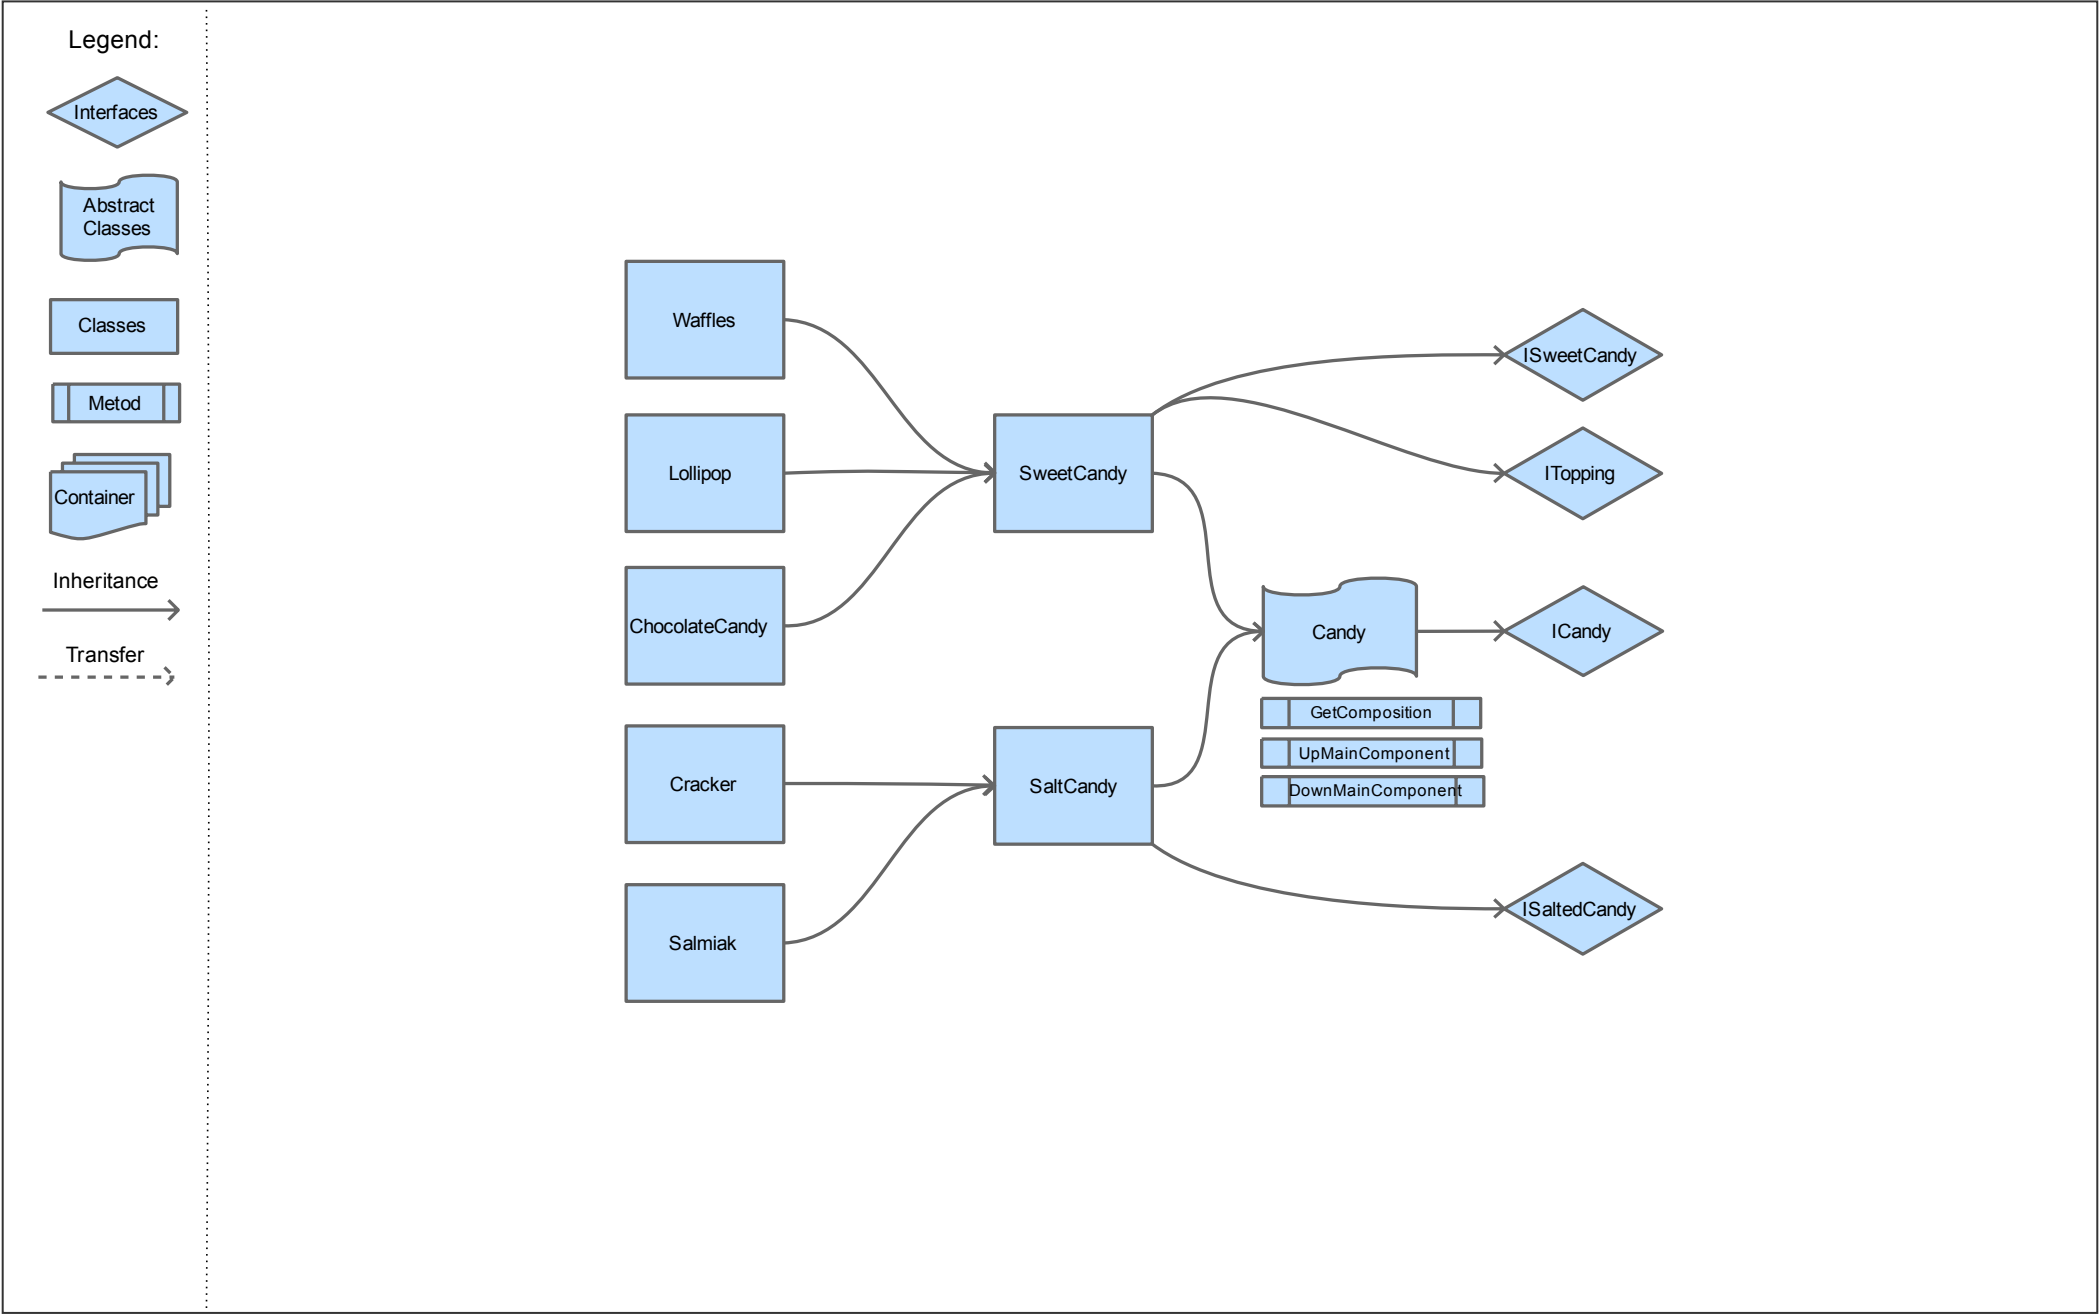 Legend:
Interfaces
Abstract
Classes
Classes
Metod
Container
Inheritance
Transfer
Waffles
Lollipop
ChocolateCandy
Cracker
Salmiak
SweetCandy
SaltCandy
Candy
GetComposition
UpMainComponent
DownMainComponent
ISweetCandy
ITopping
ICandy
ISaltedCandy